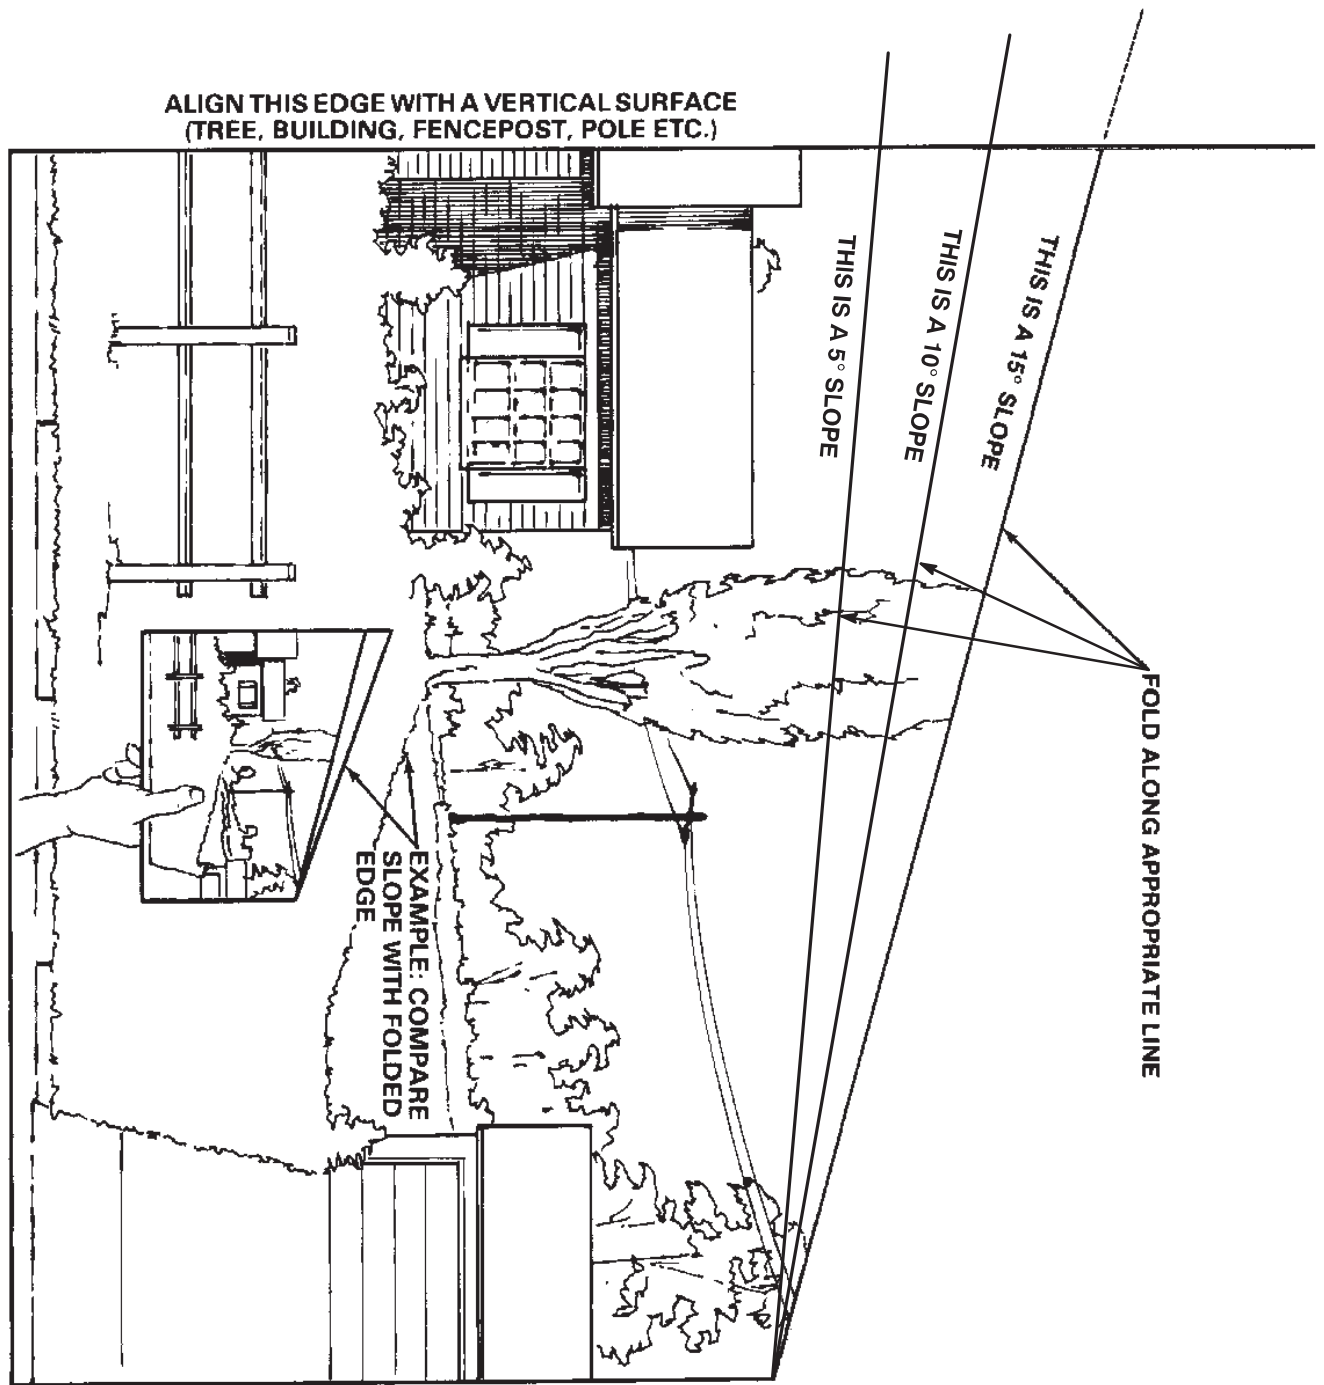 ALIGN THIS EDGE WITH A VERTICAL SURFACE
(TREE, BUILDING, FENCEPOST, POLE ETC.)
THIS IS A 5° SLOPE
THIS IS A 10° SLOPE
THIS IS A 15° SLOPE
FOLD ALONG APPROPRIATE LINE
EXAMPLE: COMPARE
SLOPE WITH FOLDED
EDGE